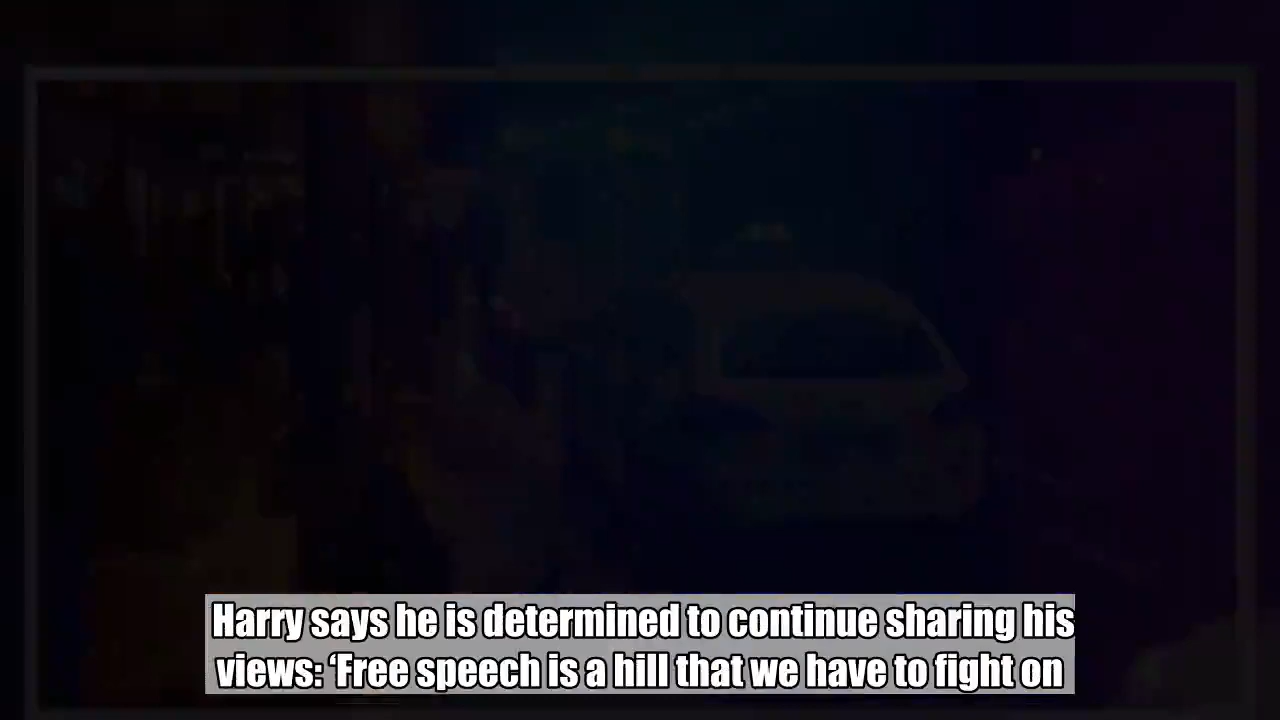 Harry says he is determined to continue sharing his
views: ‘Free speech is a hill that we have to fight on